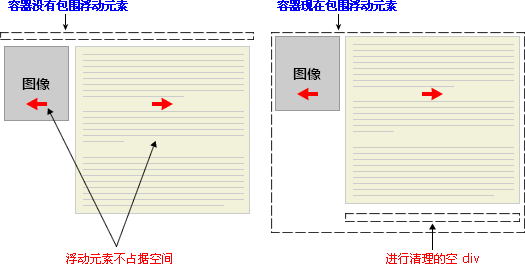 容器没有包围浮动元素
容器现在包围浮动元素
图像
图像
浮动元素不占据空间
进行清理的空 div